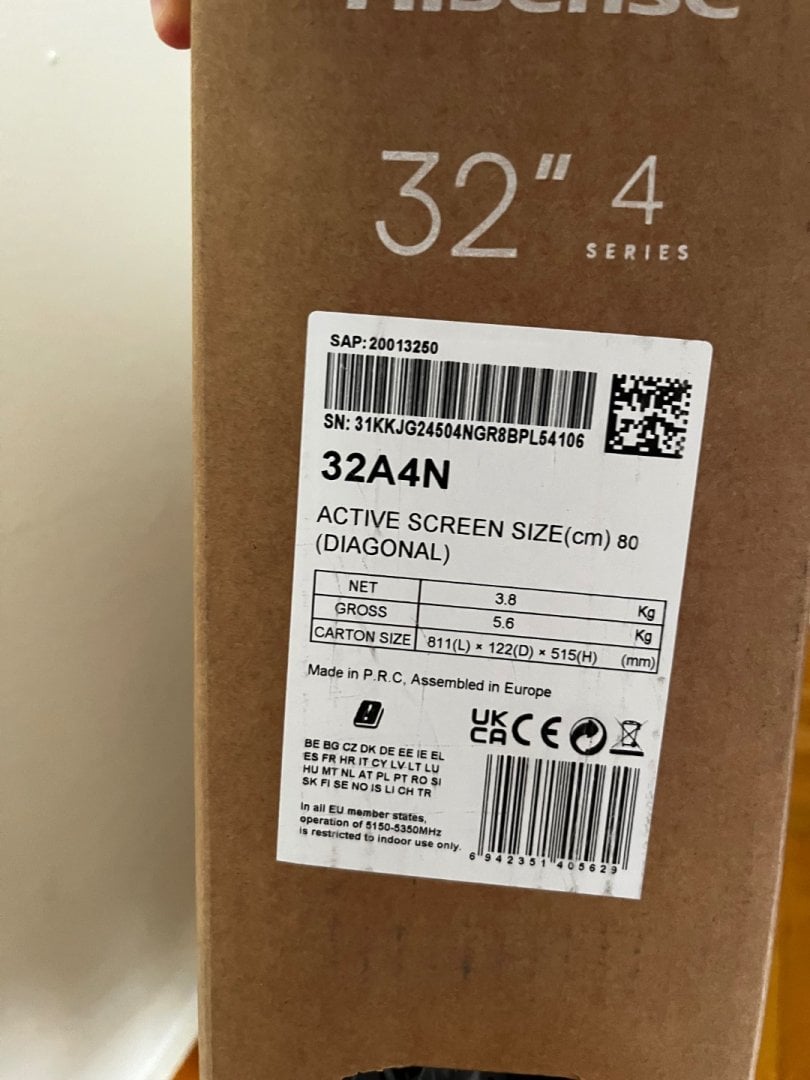 Hisense
32" 4
SERIES
SAP: 20013250
SN: 31KKJG24504NGR8BPL54106
32A4N
ACTIVE SCREEN SIZE(cm) 80
(DIAGONAL)
NET 3.8 Kg
GROSS 5.6 Kg
CARTON SIZE 811(L) × 122(D) × 515(H) (mm)
Made in P.R.C, Assembled in Europe
UK
CA CE
BE BG CZ DK DE EE IE EL
ES FR HR IT CY LV LT LU
HU MT NL AT PL PT RO SI
SK FI SE NO IS LI CH TR
In all EU member states,
operation of 5150-5350MHz
is restricted to indoor use only.
6 942351 405629